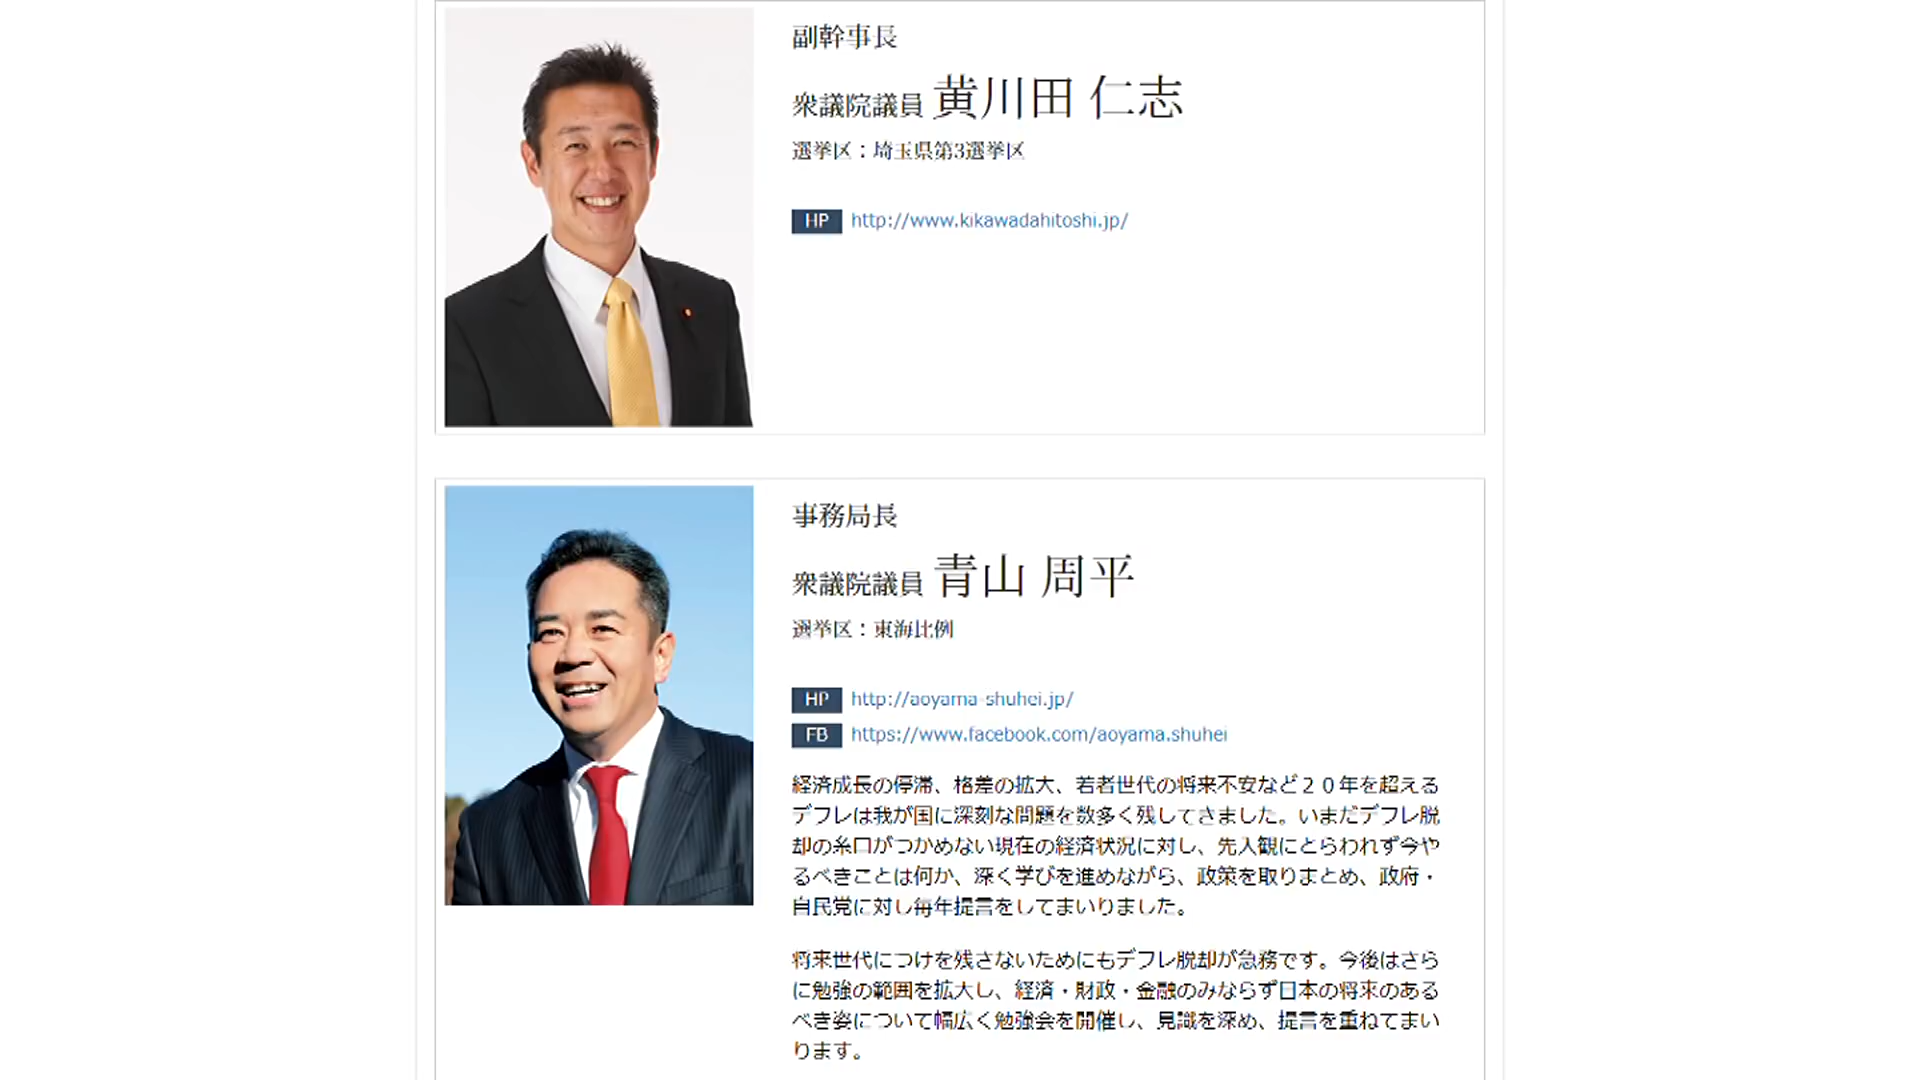 副幹事長
衆議院議員 黄川田 仁志
選挙区：埼玉県第3選挙区
HP http://www.kikawadahitoshi.jp/
事務局長
衆議院議員 青山 周平
選挙区：東海比例
HP http://aoyama-shuhei.jp/
FB https://www.facebook.com/aoyama.shuhei
経済成長の停滞、格差の拡大、若者世代の将来不安など２０年を超える
デフレは我が国に深刻な問題を数多く残してきました。いまだデフレ脱
却の糸口がつかめない現在の経済状況に対し、先入観にとらわれず今や
るべきことは何か、深く学びを進めながら、政策を取りまとめ、政府・
自民党に対し毎年提言をしてまいりました。
将来世代につけを残さないためにもデフレ脱却が急務です。今後はさら
に勉強の範囲を拡大し、経済・財政・金融のみならず日本の将来のある
べき姿について幅広く勉強会を開催し、見識を深め、提言を重ねてまい
ります。